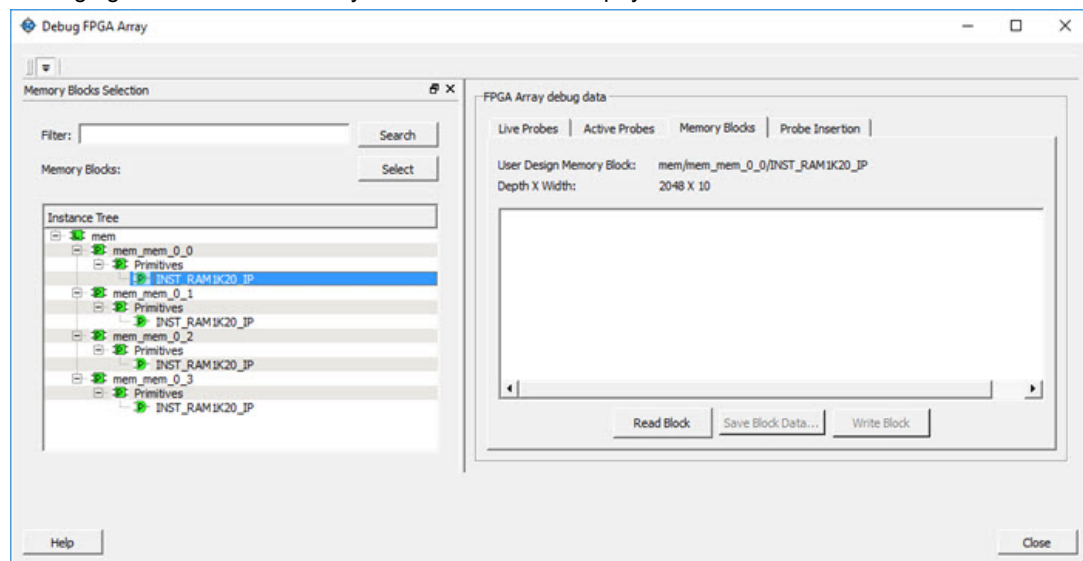 Debug FPGA Array
Memory Blocks Selection
Filter:
Search
Memory Blocks:
Select
Instance Tree
mem
mem_mem_0_0
Primitives
INST_RAM1K20_IP
mem_mem_0_1
Primitives
INST_RAM1K20_IP
mem_mem_0_2
Primitives
INST_RAM1K20_IP
mem_mem_0_3
Primitives
INST_RAM1K20_IP
FPGA Array debug data
Live Probes Active Probes Memory Blocks Probe Insertion
User Design Memory Block: mem/mem_mem_0_0/INST_RAM1K20_IP
Depth X Width: 2048 X 10
Read Block Save Block Data... Write Block
Help
Close